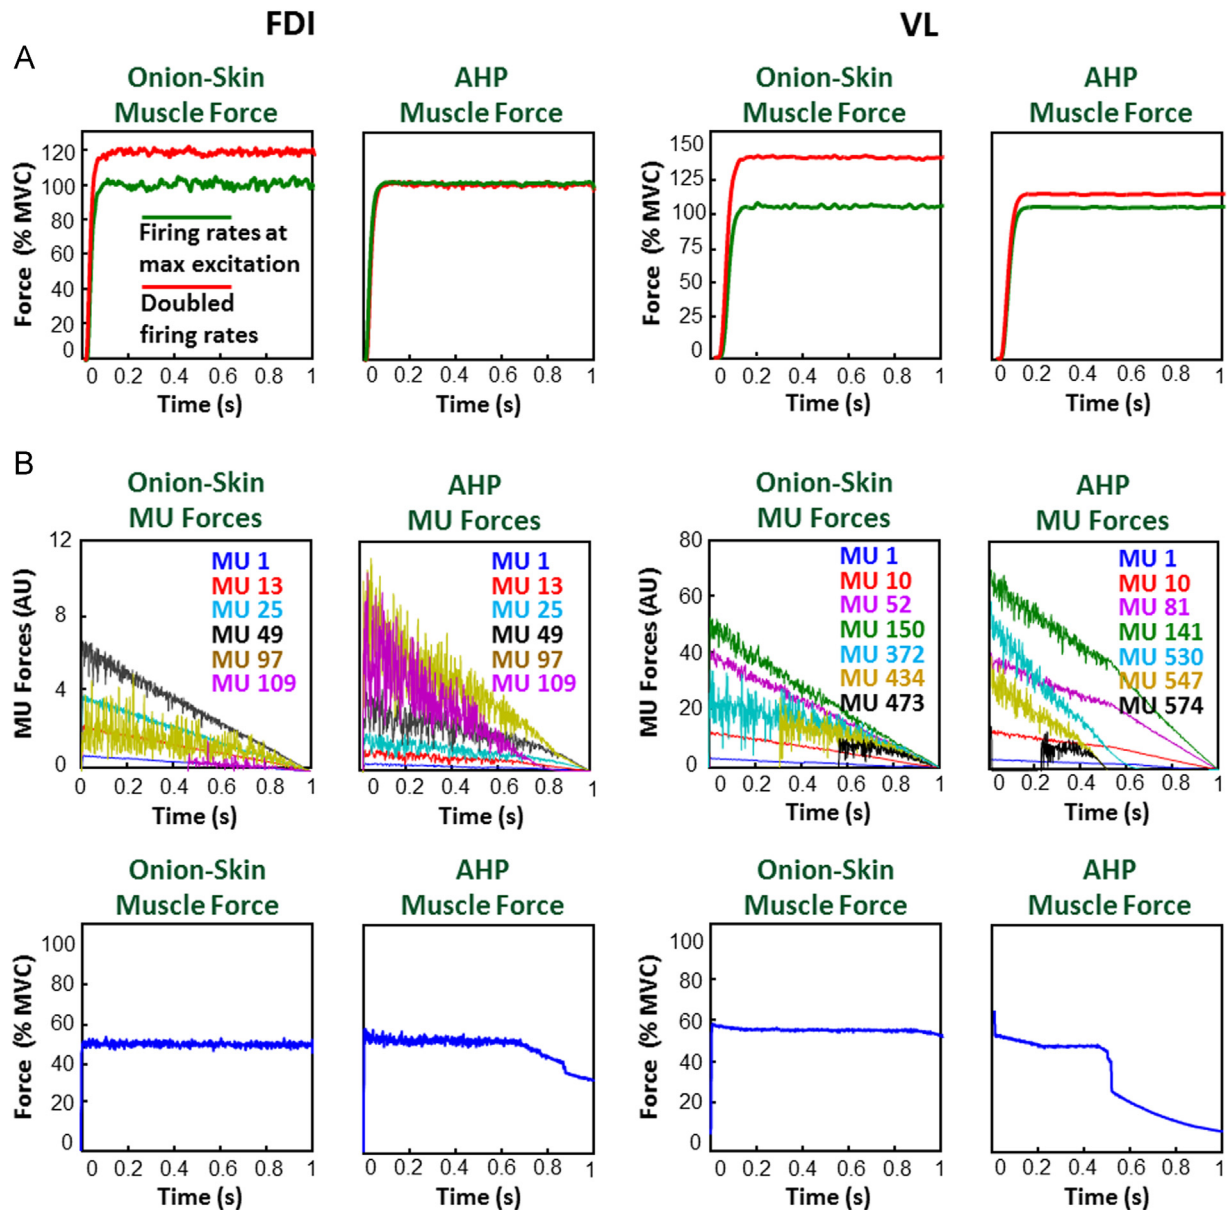 FDI
VL
A
Onion-Skin
Muscle Force
AHP
Muscle Force
Onion-Skin
Muscle Force
AHP
Muscle Force
Force (% MVC)
120
100
80
60
40
20
0
Firing rates at
max excitation
Doubled
firing rates
0 0.2 0.4 0.6 0.8 1
Time (s)
0 0.2 0.4 0.6 0.8 1
Time (s)
Force (% MVC)
150
125
100
75
50
25
0
0 0.2 0.4 0.6 0.8 1
Time (s)
0 0.2 0.4 0.6 0.8 1
Time (s)
B
Onion-Skin
MU Forces
AHP
MU Forces
Onion-Skin
MU Forces
AHP
MU Forces
MU Forces (AU)
12
8
4
0
MU 1
MU 13
MU 25
MU 49
MU 97
MU 109
0 0.2 0.4 0.6 0.8 1
Time (s)
MU 1
MU 13
MU 25
MU 49
MU 97
MU 109
0 0.2 0.4 0.6 0.8 1
Time (s)
MU Forces (AU)
80
60
40
20
0
MU 1
MU 10
MU 52
MU 150
MU 372
MU 434
MU 473
0 0.2 0.4 0.6 0.8 1
Time (s)
MU 1
MU 10
MU 81
MU 141
MU 530
MU 547
MU 574
0 0.2 0.4 0.6 0.8 1
Time (s)
Onion-Skin
Muscle Force
AHP
Muscle Force
Onion-Skin
Muscle Force
AHP
Muscle Force
Force (% MVC)
100
80
60
40
20
0
0 0.2 0.4 0.6 0.8 1
Time (s)
0 0.2 0.4 0.6 0.8 1
Time (s)
Force (% MVC)
100
80
60
40
20
0
0 0.2 0.4 0.6 0.8 1
Time (s)
0 0.2 0.4 0.6 0.8 1
Time (s)